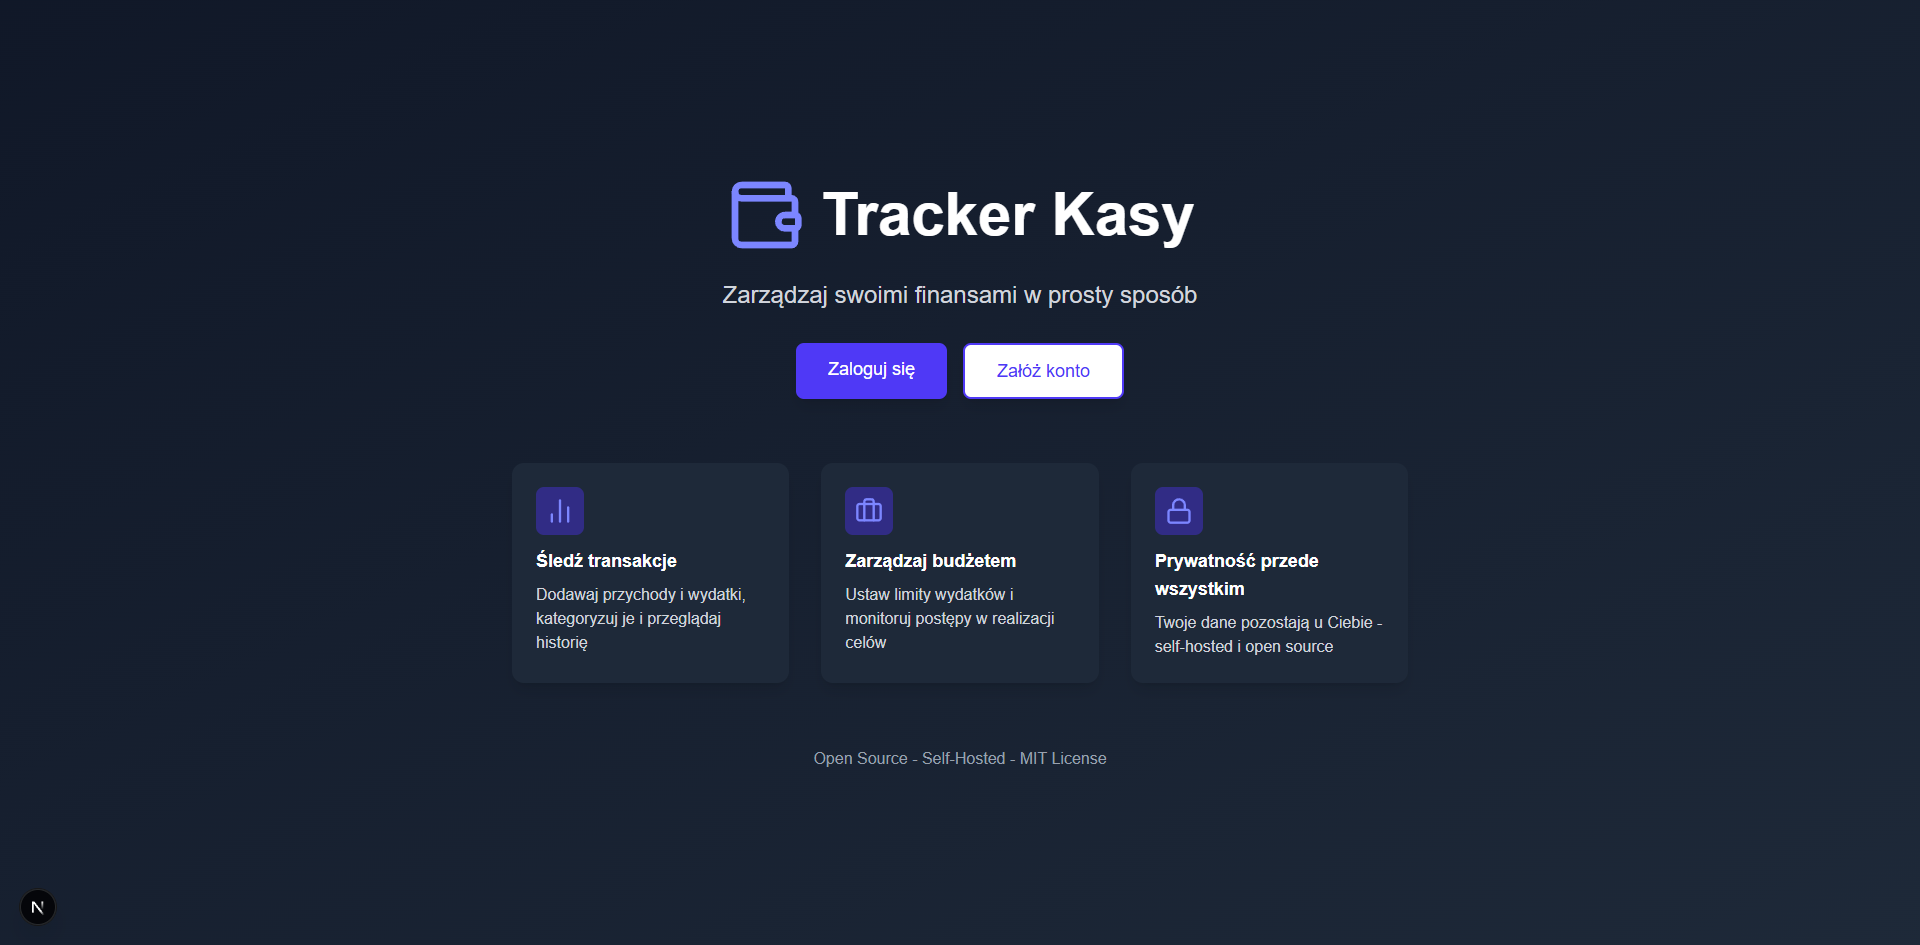 Tracker Kasy
Zarządzaj swoimi finansami w prosty sposób
Zaloguj się
Załóż konto
Śledź transakcje
Dodawaj przychody i wydatki,
kategoryzuj je i przeglądaj
historię
Zarządzaj budżetem
Ustaw limity wydatków i
monitoruj postępy w realizacji
celów
Prywatność przede
wszystkim
Twoje dane pozostają u Ciebie -
self-hosted i open source
Open Source - Self-Hosted - MIT License
N